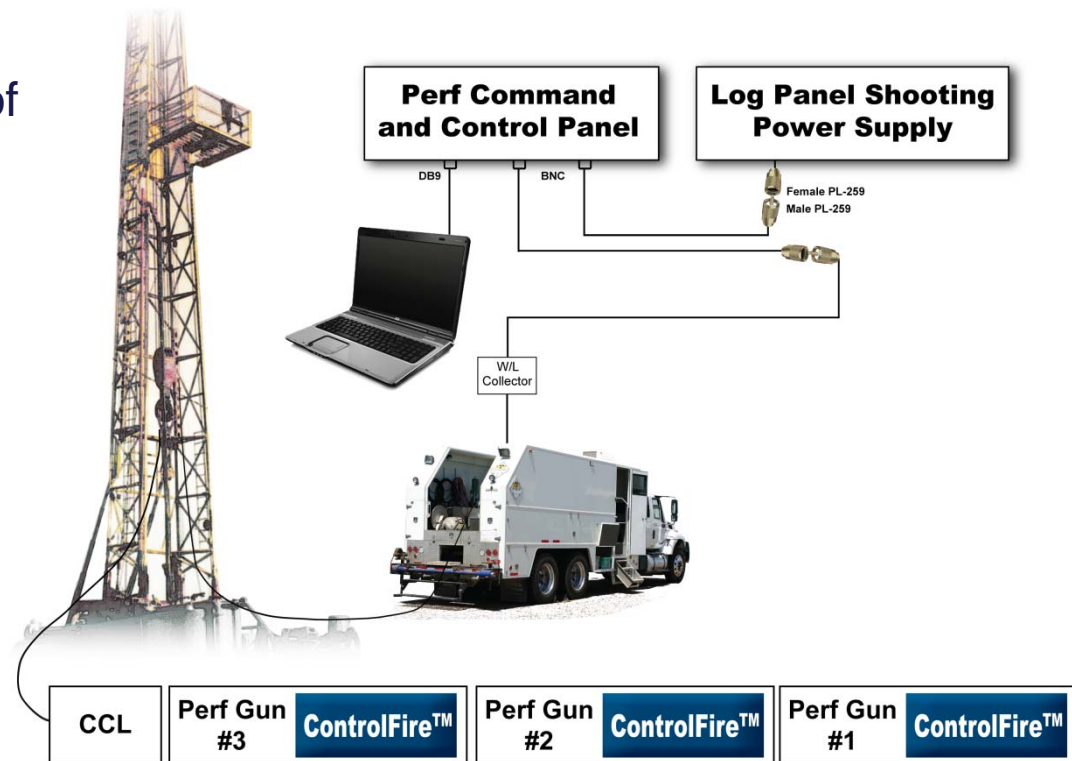 of
Perf Command
and Control Panel
Log Panel Shooting
Power Supply
DB9
BNC
Female PL-259
Male PL-259
W/L
Collector
CCL
Perf Gun
#3
ControlFire™
Perf Gun
#2
ControlFire™
Perf Gun
#1
ControlFire™